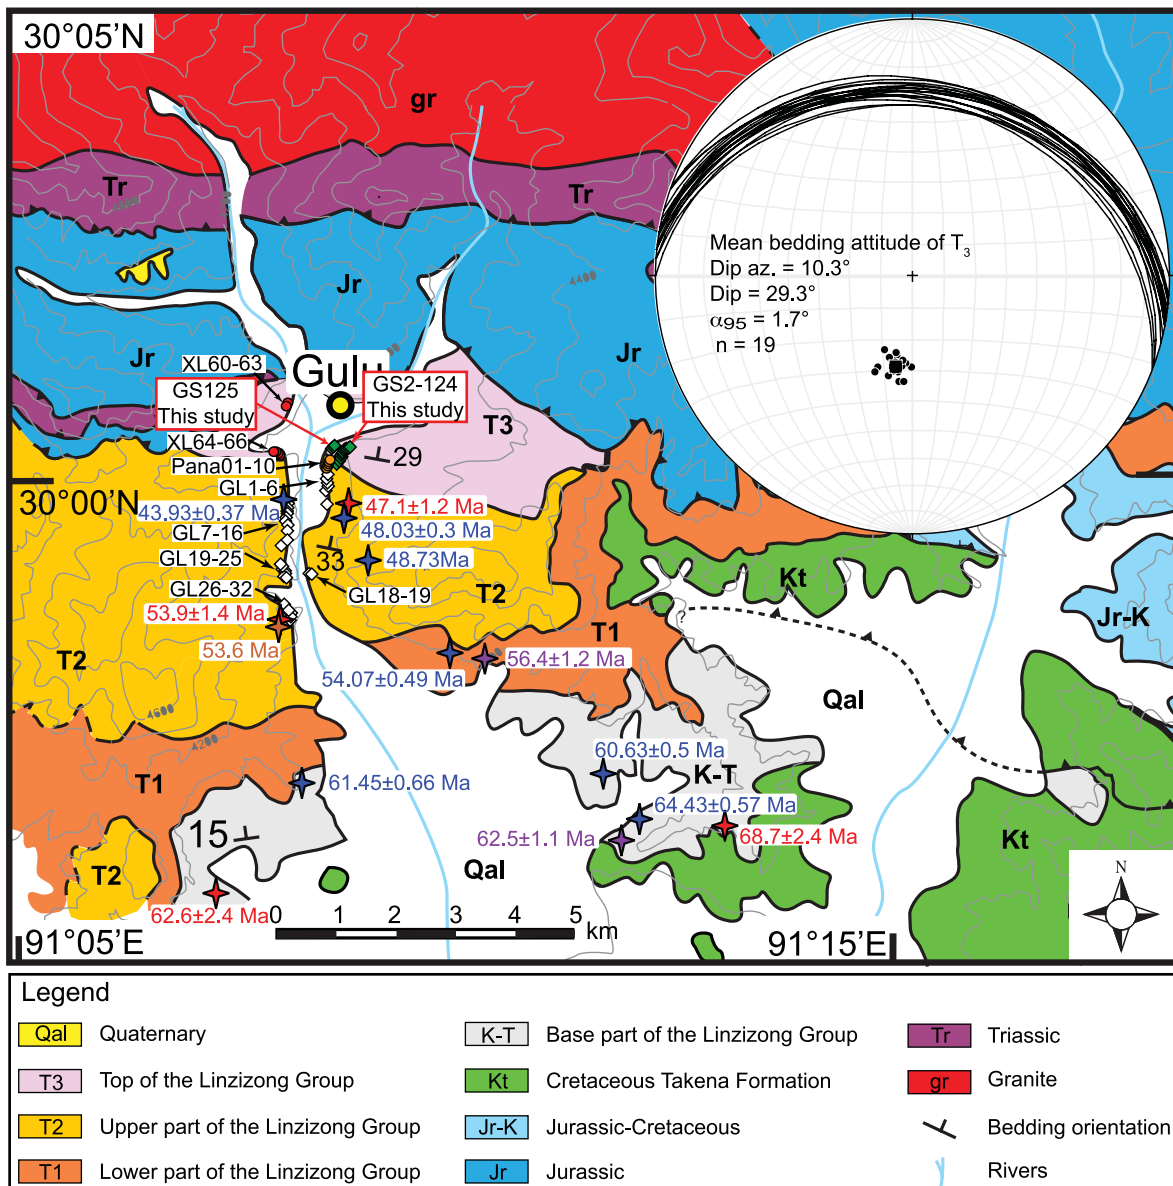 30°05'N
gr
Tr
Tr
Mean bedding attitude of T3
Dip az. = 10.3°
Dip = 29.3°
α95 = 1.7°
n = 19
4400
Jr
Jr
Jr
XL60-63
Gulu
GS125
This study
GS2-124
This study
T3
XL64-66
29
Pana01-10
GL1-6
30°00'N
47.1±1.2 Ma
43.93±0.37 Ma
48.03±0.3 Ma
GL7-16
33
48.73Ma
GL19-25
Kt
GL26-32
GL18-19
T2
53.9±1.4 Ma
?
T1
Jr-K
53.6 Ma
T2
56.4±1.2 Ma
54.07±0.49 Ma
Qal
4600
4200
60.63±0.5 Ma
T1
K-T
61.45±0.66 Ma
64.43±0.57 Ma
15
62.5±1.1 Ma
68.7±2.4 Ma
Kt
T2
Qal
N
62.6±2.4 Ma
0 1 2 3 4 5
km
91°05'E
91°15'E
Legend
Qal Quaternary
T3 Top of the Linzizong Group
T2 Upper part of the Linzizong Group
T1 Lower part of the Linzizong Group
K-T Base part of the Linzizong Group
Kt Cretaceous Takena Formation
Jr-K Jurassic-Cretaceous
Jr Jurassic
Tr Triassic
gr Granite
Bedding orientation
Rivers